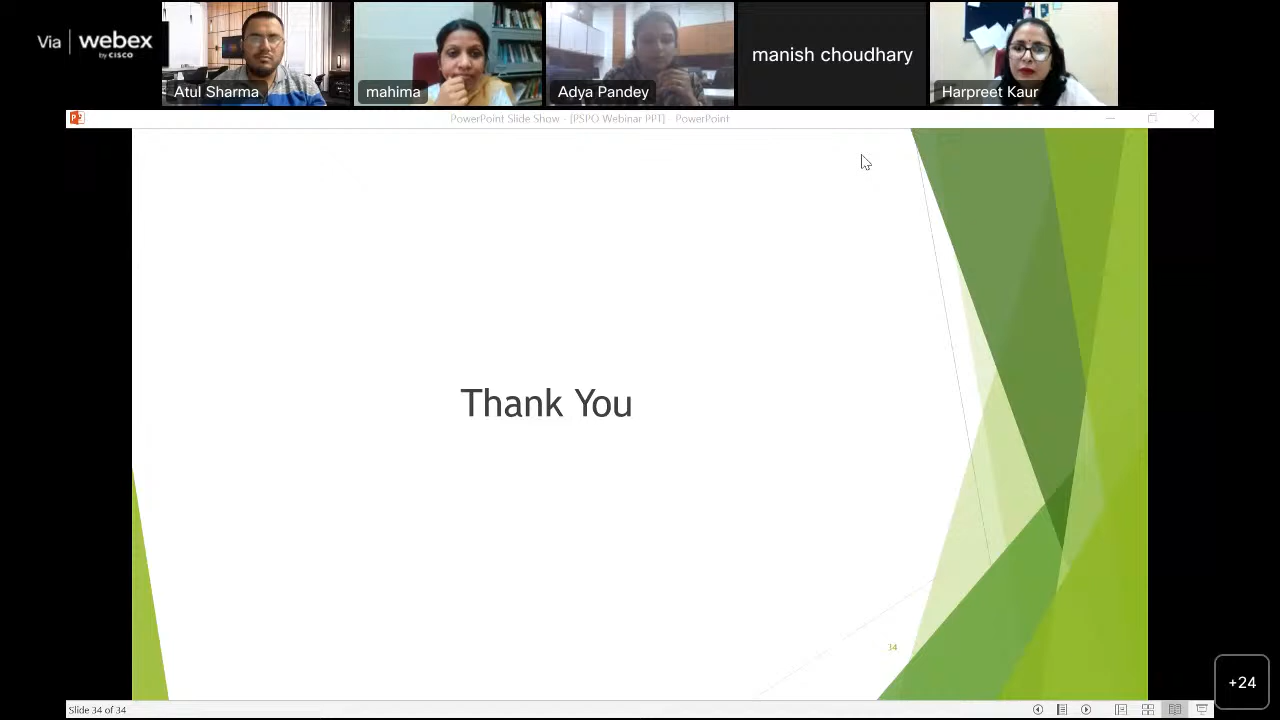 Via | webex
by CISCO
Atul Sharma
mahima
Adya Pandey
manish choudhary
Harpreet Kaur
PowerPoint Slide Show - [PSPO Webinar PPT] - PowerPoint
Thank You
34
Slide 34 of 34
+24